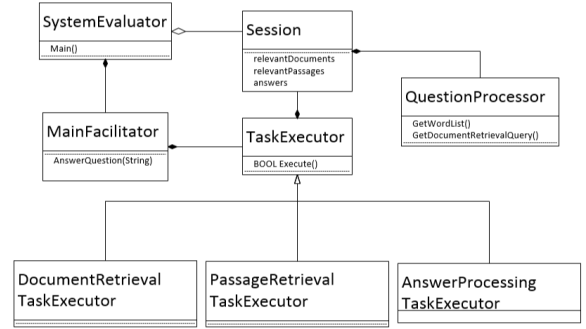 SystemEvaluator
Main()
Session
relevantDocuments
relevantPassages
answers
QuestionProcessor
GetWordList()
GetDocumentRetrievalQuery()
MainFacilitator
AnswerQuestion(String)
TaskExecutor
BOOL Execute()
DocumentRetrieval
TaskExecutor
PassageRetrieval
TaskExecutor
AnswerProcessing
TaskExecutor